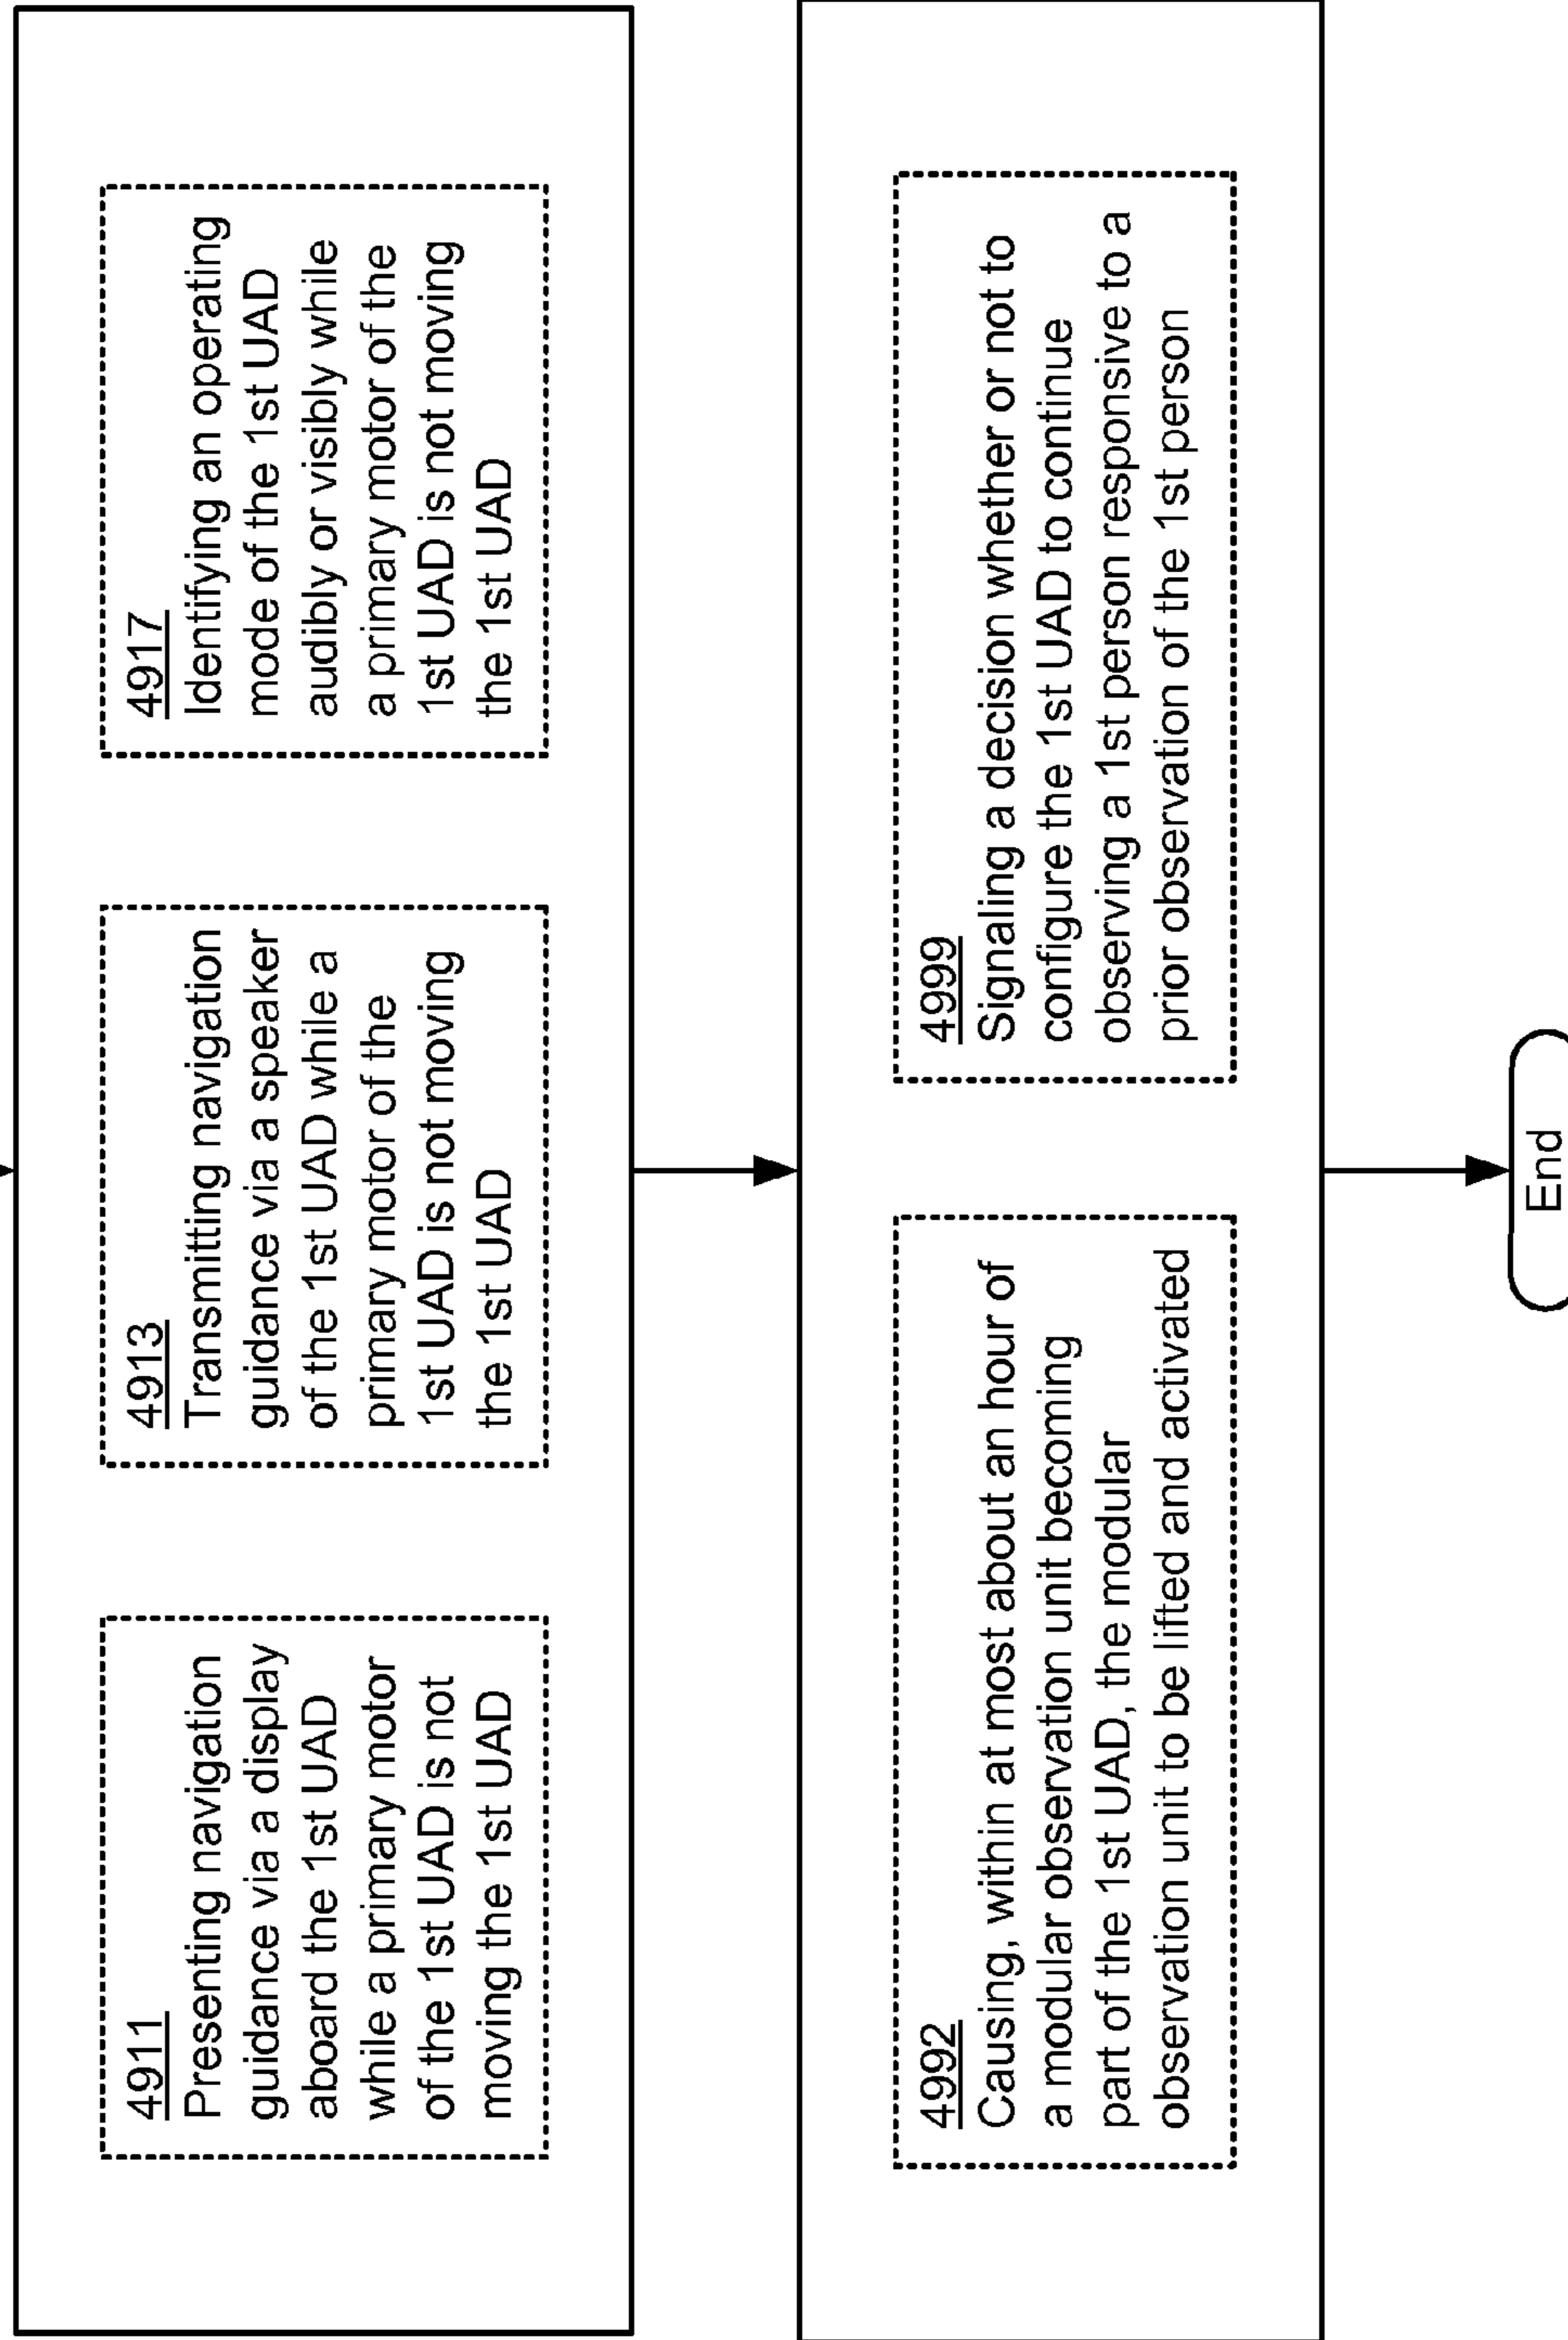 4911
Presenting navigation
guidance via a display
aboard the 1st UAD
while a primary motor
of the 1st UAD is not
moving the 1st UAD
4913
Transmitting navigation
guidance via a speaker
of the 1st UAD while a
primary motor of the
1st UAD is not moving
the 1st UAD
4917
Identifying an operating
mode of the 1st UAD
audibly or visibly while
a primary motor of the
1st UAD is not moving
the 1st UAD
4992
Causing, within at most about an hour of
a modular observation unit becoming
part of the 1st UAD, the modular
observation unit to be lifted and activated
4999
Signaling a decision whether or not to
configure the 1st UAD to continue
observing a 1st person responsive to a
prior observation of the 1st person
End